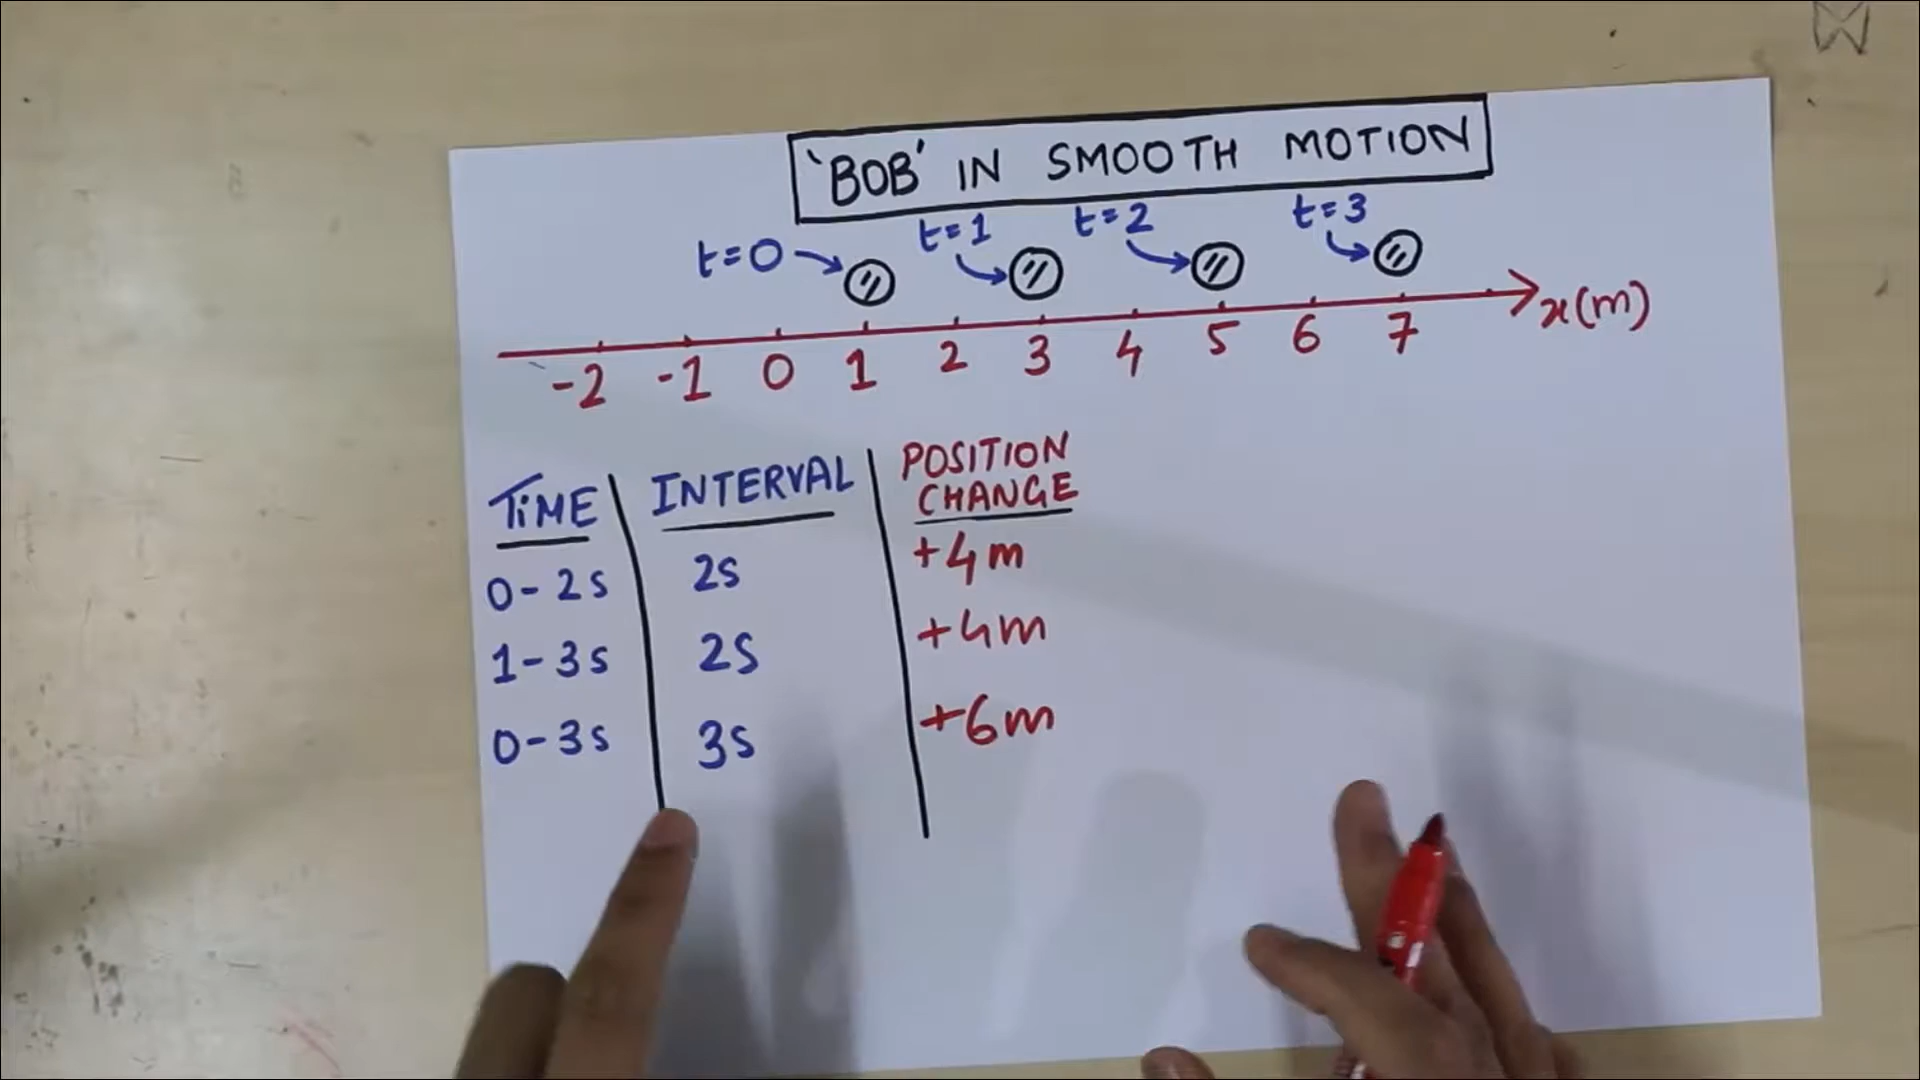 'BOB' IN SMOOTH MOTION
t=0 t=1 t=2 t=3
-2 -1 0 1 2 3 4 5 6 7 x(m)
TIME INTERVAL POSITION CHANGE
0-2s 2s +4m
1-3s 2s +4m
0-3s 3s +6m